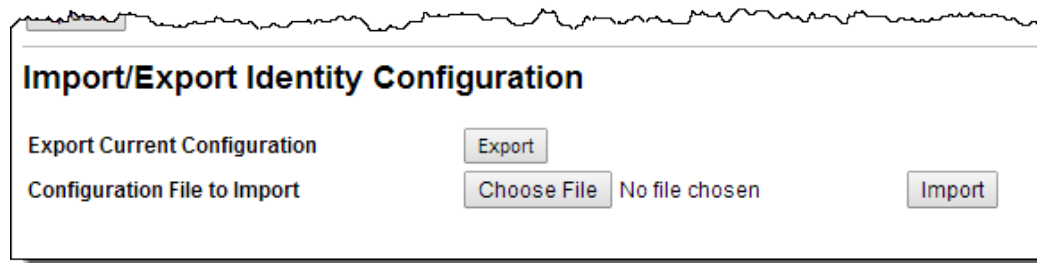 Import/Export Identity Configuration
Export Current Configuration Export
Configuration File to Import Choose File No file chosen Import